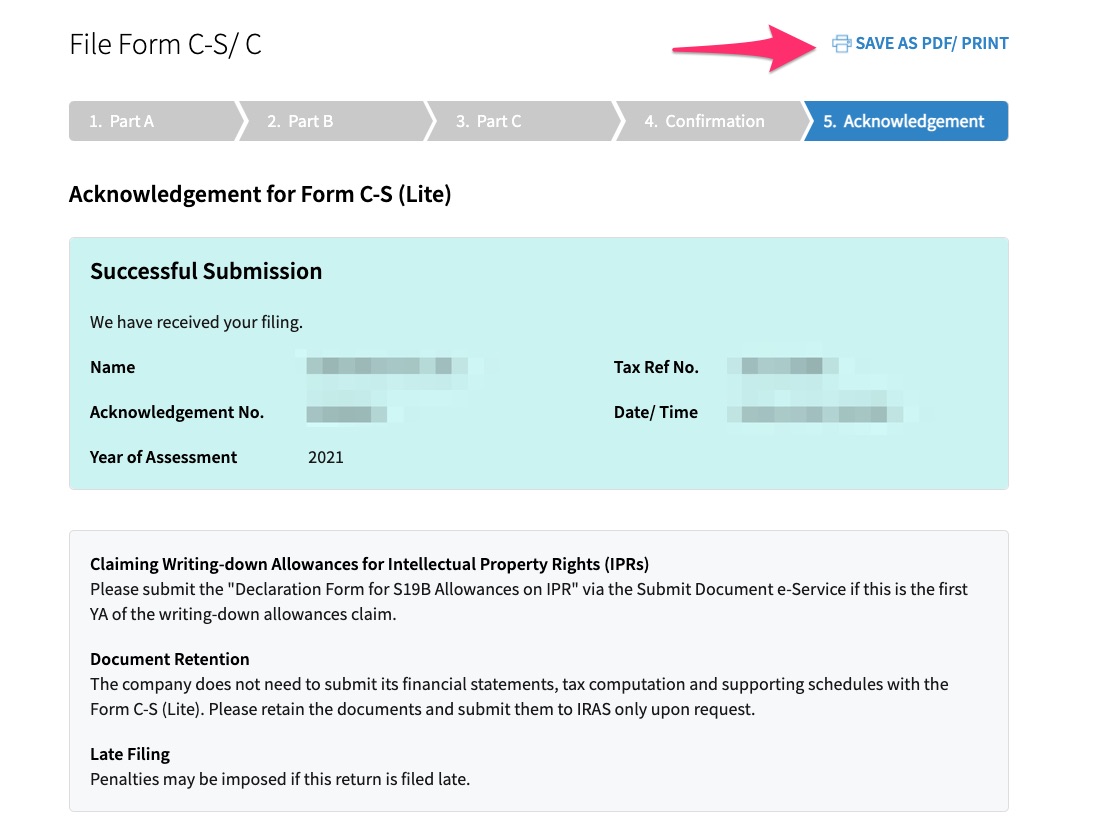 File Form C-S/ C
SAVE AS PDF/ PRINT
1. Part A
2. Part B
3. Part C
4. Confirmation
5. Acknowledgement
Acknowledgement for Form C-S (Lite)
Successful Submission
We have received your filing.
Name
Tax Ref No.
Acknowledgement No.
Date/ Time
Year of Assessment 2021
Claiming Writing-down Allowances for Intellectual Property Rights (IPRs)
Please submit the "Declaration Form for S19B Allowances on IPR" via the Submit Document e-Service if this is the first
YA of the writing-down allowances claim.
Document Retention
The company does not need to submit its financial statements, tax computation and supporting schedules with the
Form C-S (Lite). Please retain the documents and submit them to IRAS only upon request.
Late Filing
Penalties may be imposed if this return is filed late.